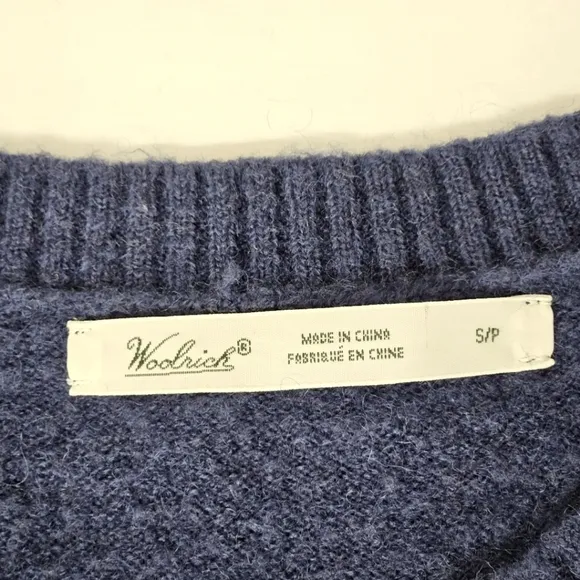 Woolrich®
MADE IN CHINA
FABRIQUÉ EN CHINE
S/P